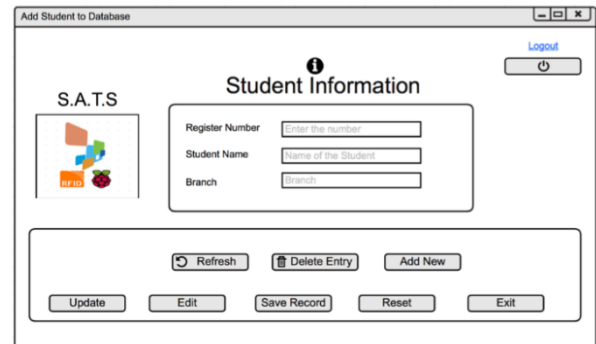 Add Student to Database
Logout
Student Information
S.A.T.S
Register Number Enter the number
Student Name Name of the Student
Branch Branch
RFID
Refresh Delete Entry Add New
Update Edit Save Record Reset Exit